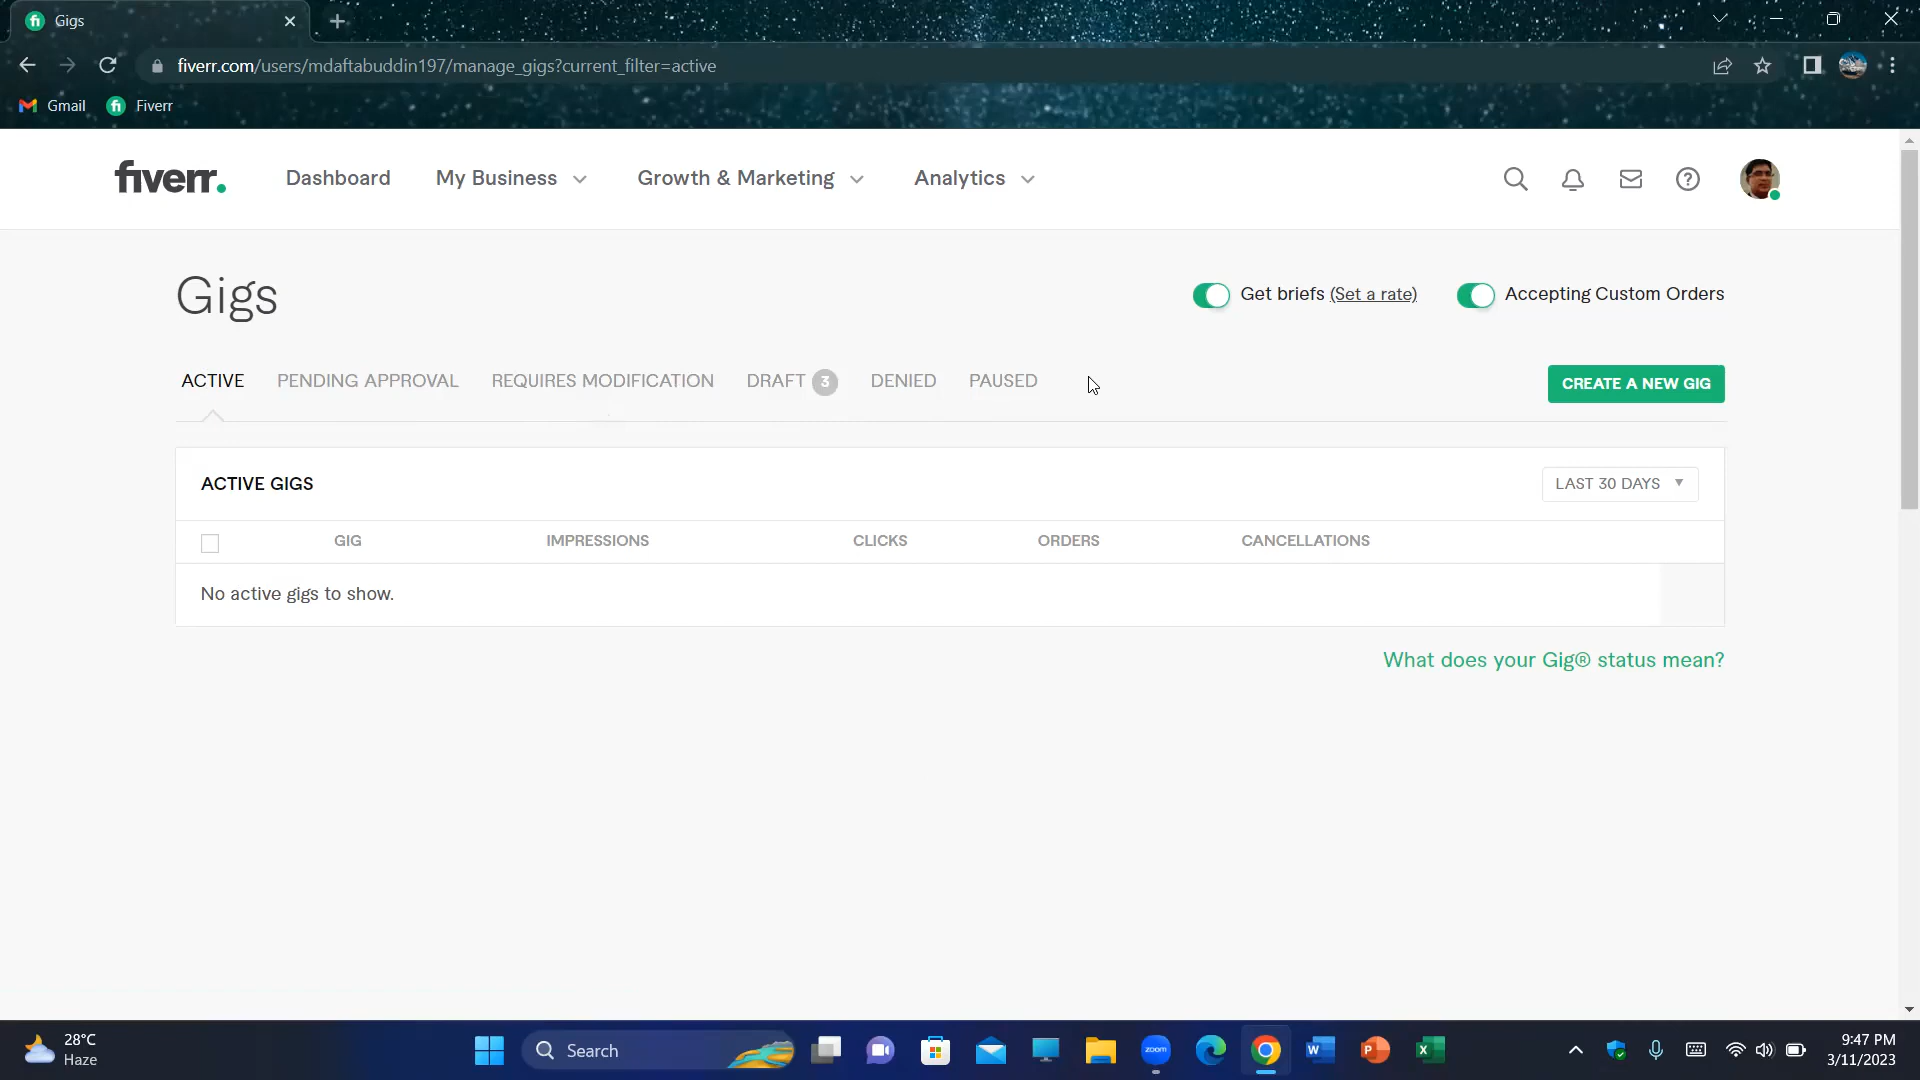 Gigs
fiverr.com/users/mdaftabuddin197/manage_gigs?current_filter=active
Gmail
Fiverr
fiverr.
Dashboard
My Business
Growth & Marketing
Analytics
Gigs
Get briefs (Set a rate)
Accepting Custom Orders
ACTIVE
PENDING APPROVAL
REQUIRES MODIFICATION
DRAFT 3
DENIED
PAUSED
CREATE A NEW GIG
ACTIVE GIGS
LAST 30 DAYS
GIG
IMPRESSIONS
CLICKS
ORDERS
CANCELLATIONS
No active gigs to show.
What does your Gig® status mean?
28°C
Haze
Search
zoom
9:47 PM
3/11/2023